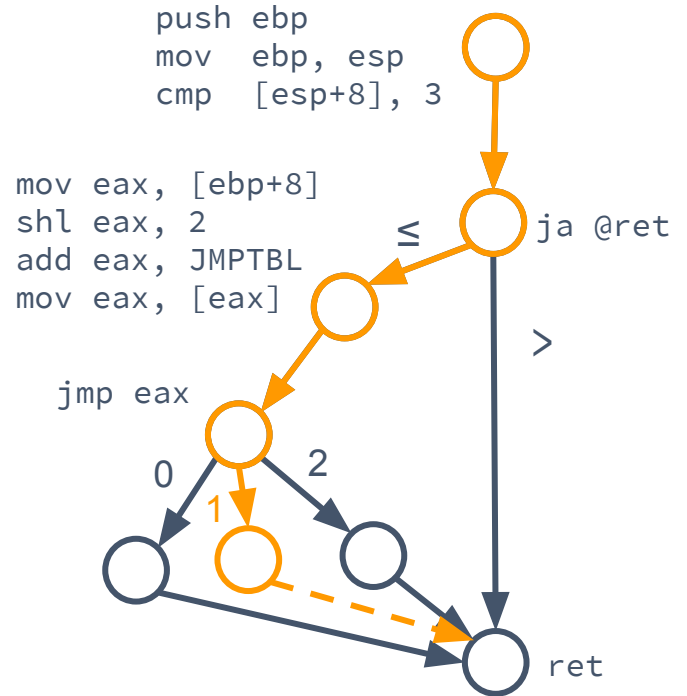 push ebp
mov  ebp, esp
cmp  [esp+8], 3
mov eax, [ebp+8]
shl eax, 2
add eax, JMPTBL
mov eax, [eax]
ja @ret
≤
>
jmp eax
0
1
2
ret